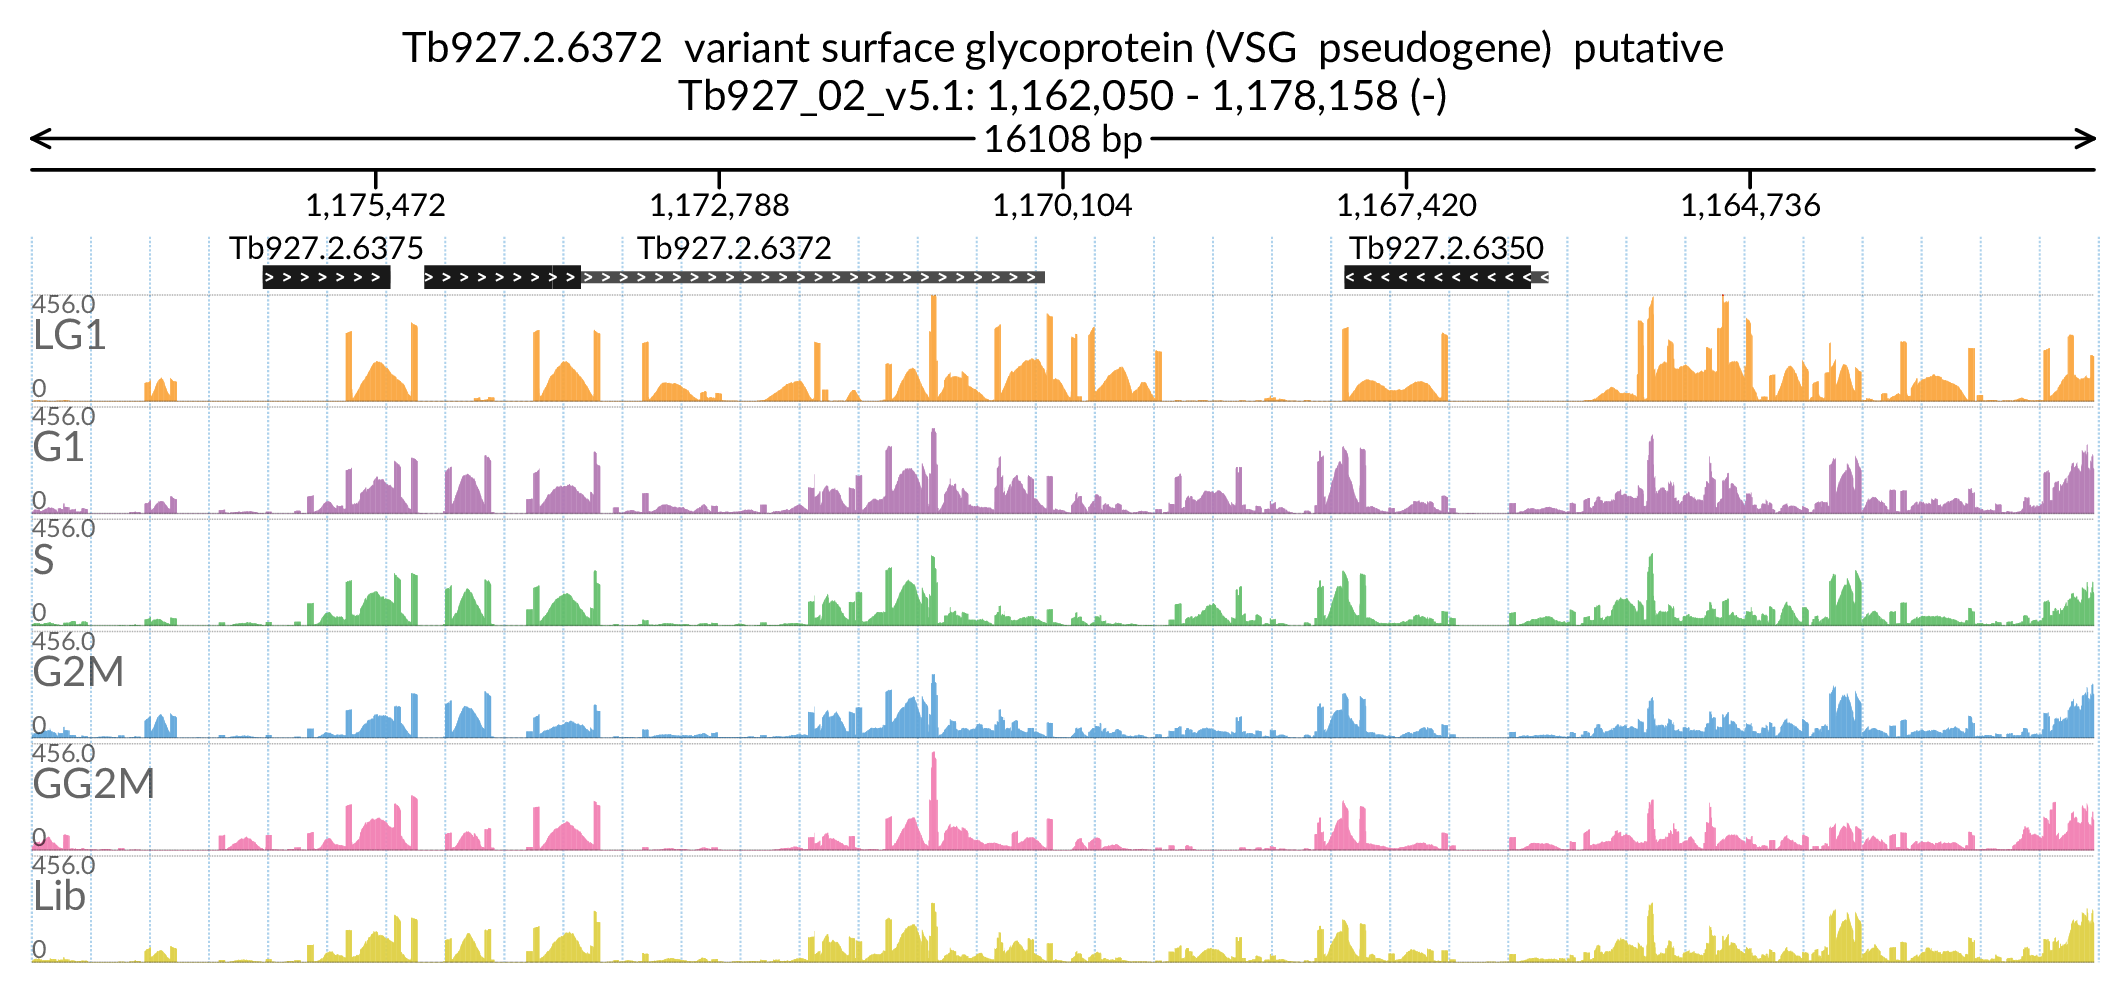 Tb927.2.6372 variant surface glycoprotein (VSG pseudogene) putative
Tb927_02_v5.1: 1,162,050 - 1,178,158 (-)
16108 bp
1,175,472 1,172,788 1,170,104 1,167,420 1,164,736
Tb927.2.6375 Tb927.2.6372 Tb927.2.6350
456.0
LG1
0
456.0
G1
0
456.0
S
0
456.0
G2M
0
456.0
GG2M
0
456.0
Lib
0